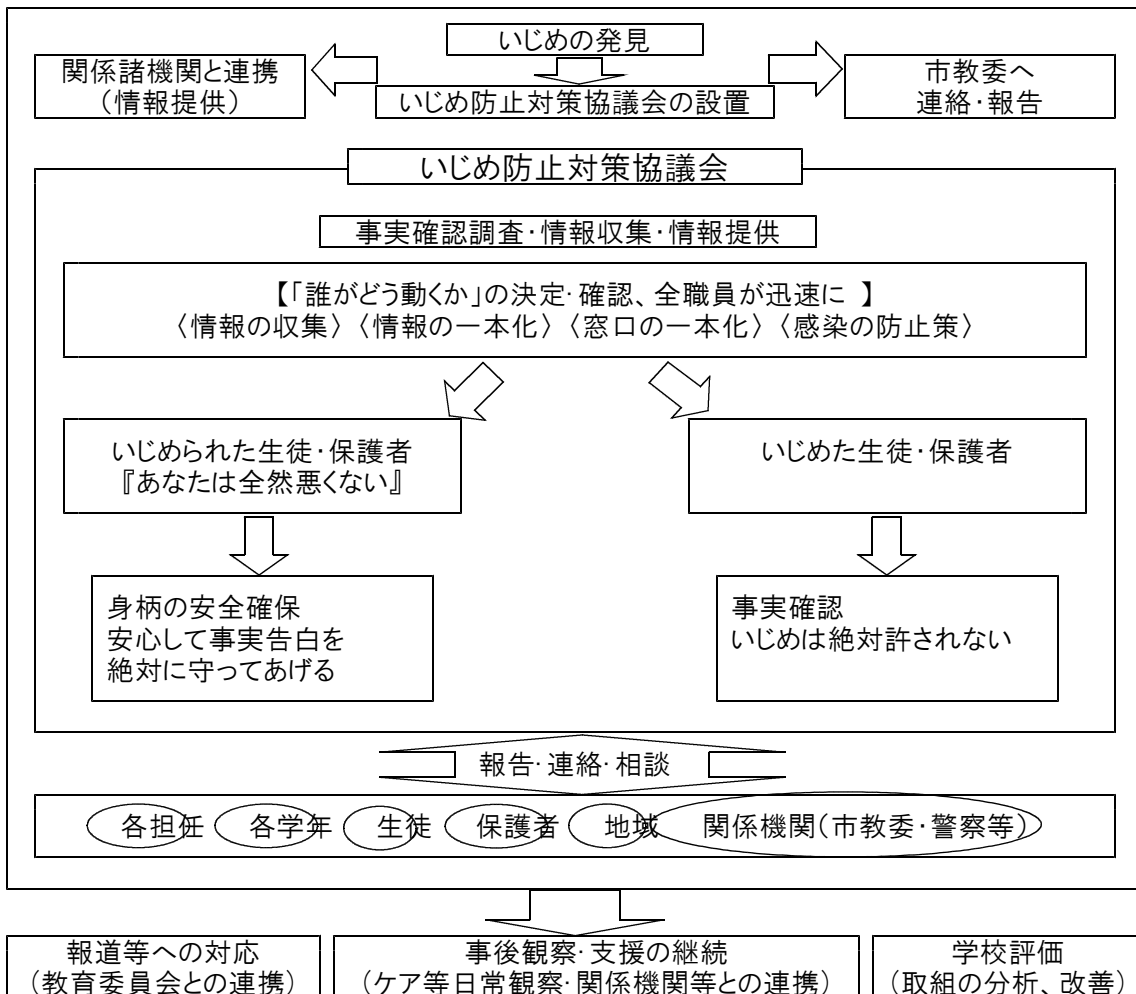 いじめの発見
関係諸機関と連携
（情報提供）
いじめ防止対策協議会の設置
市教委へ
連絡・報告
いじめ防止対策協議会
事実確認調査・情報収集・情報提供
【「誰がどう動くか」の決定・確認、全職員が迅速に 】
〈情報の収集〉〈情報の一本化〉〈窓口の一本化〉〈感染の防止策〉
いじめられた生徒・保護者
『あなたは全然悪くない』
いじめた生徒・保護者
身柄の安全確保
安心して事実告白を
絶対に守ってあげる
事実確認
いじめは絶対許されない
報告・連絡・相談
各担任 各学年 生徒 保護者 地域 関係機関（市教委・警察等）
報道等への対応
（教育委員会との連携）
事後観察・支援の継続
（ケア等日常観察・関係機関等との連携）
学校評価
（取組の分析、改善）